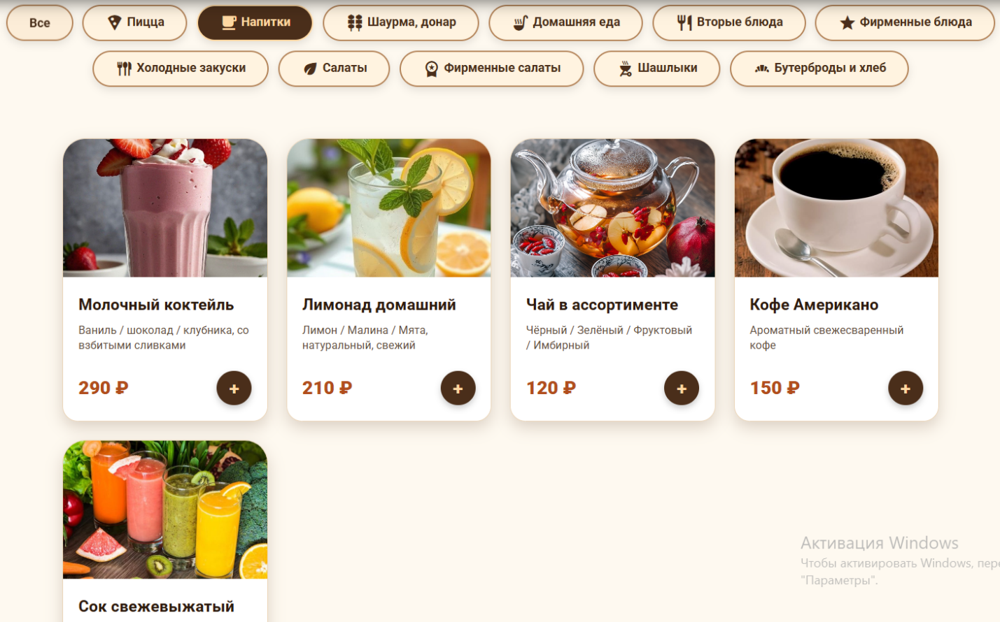 Все
Пицца
Напитки
Шаурма, донар
Домашняя еда
Вторые блюда
Фирменные блюда
Холодные закуски
Салаты
Фирменные салаты
Шашлыки
Бутерброды и хлеб
Молочный коктейль
Ваниль / шоколад / клубника, со
взбитыми сливками
290 ₽
+
Лимонад домашний
Лимон / Малина / Мята,
натуральный, свежий
210 ₽
+
Чай в ассортименте
Чёрный / Зелёный / Фруктовый
/ Имбирный
120 ₽
+
Кофе Американо
Ароматный свежесваренный
кофе
150 ₽
+
Сок свежевыжатый
Активация Windows
Чтобы активировать Windows, пере
"Параметры".